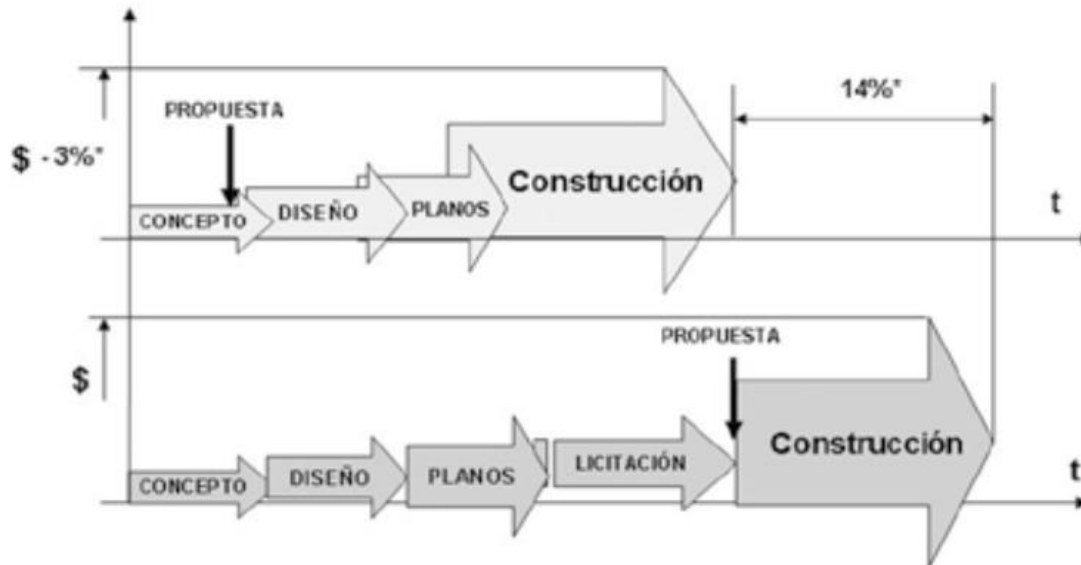 PROPUESTA
14%*
$ -3%*
CONCEPTO
DISEÑO
PLANOS
Construcción
t
PROPUESTA
$
CONCEPTO
DISEÑO
PLANOS
LICITACIÓN
Construcción
t